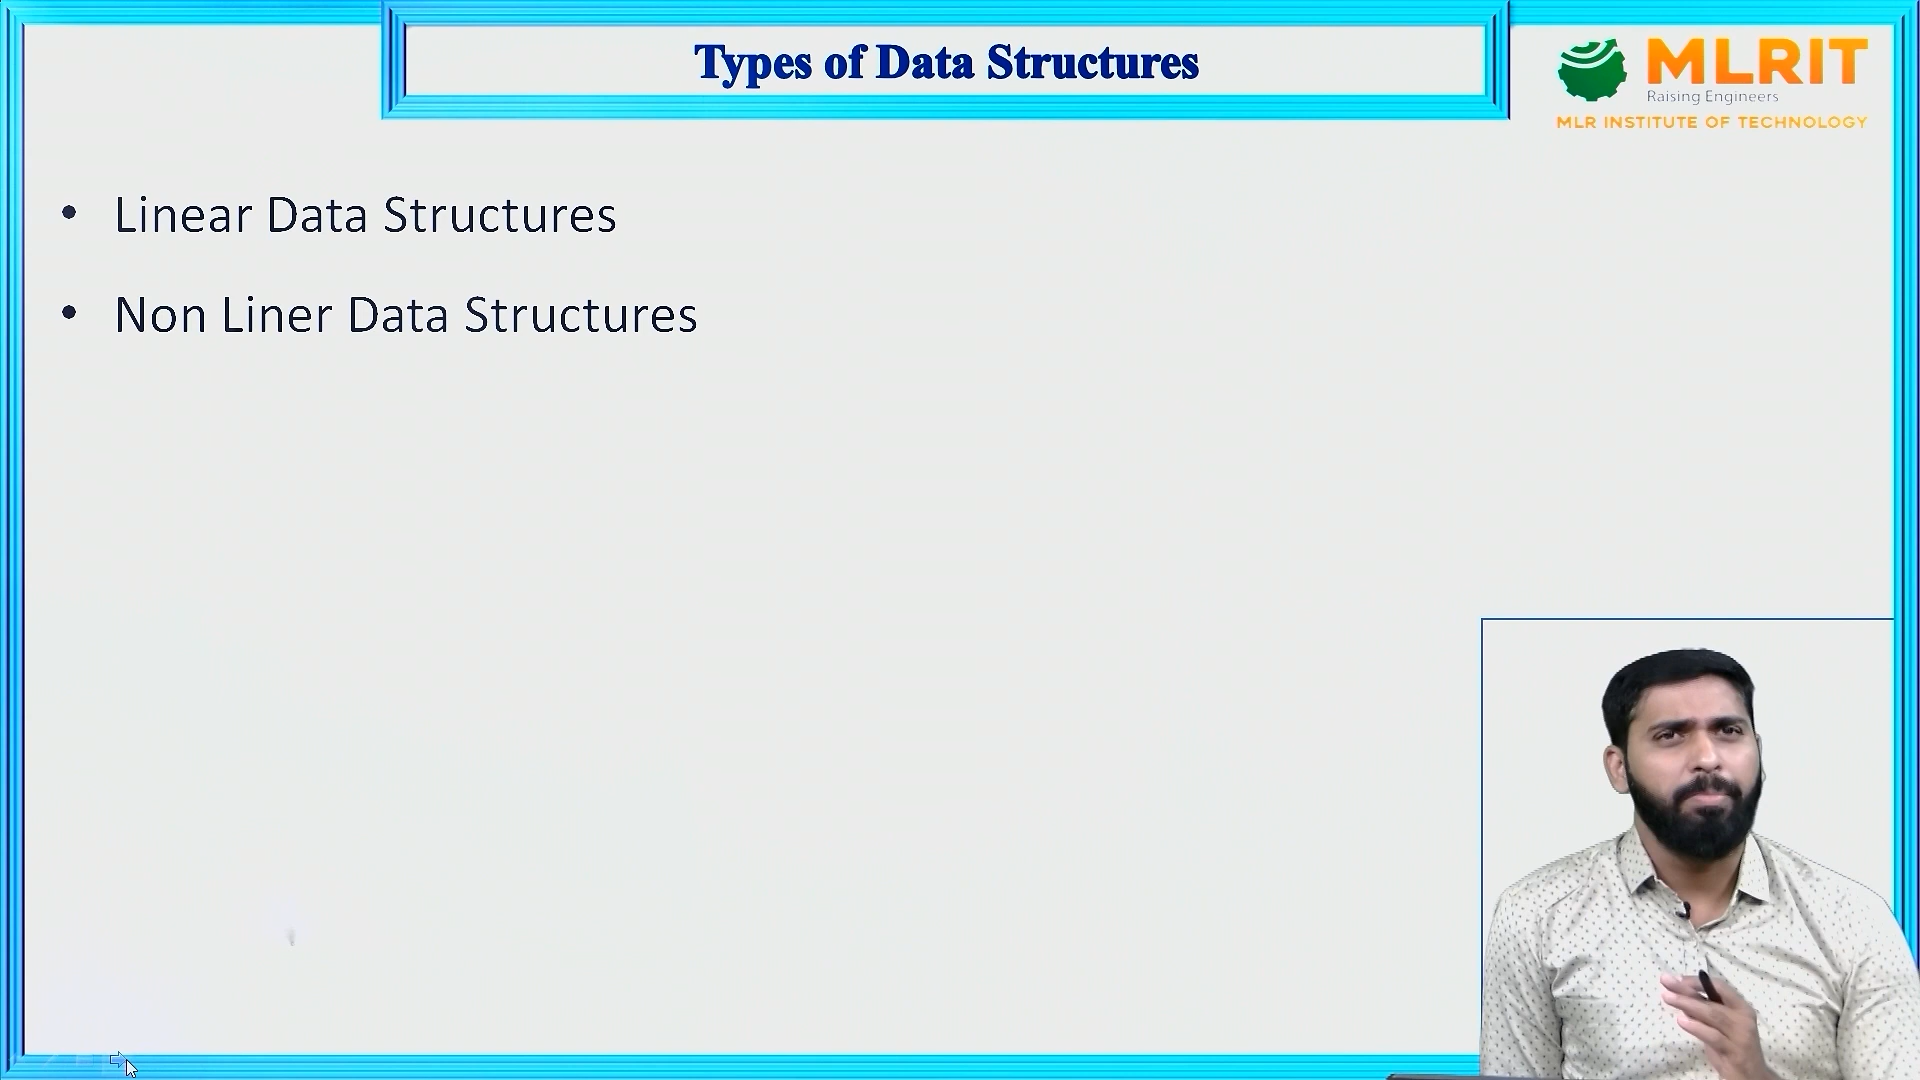 Types of Data Structures
MLRIT
Raising Engineers
MLR INSTITUTE OF TECHNOLOGY
• Linear Data Structures
• Non Liner Data Structures